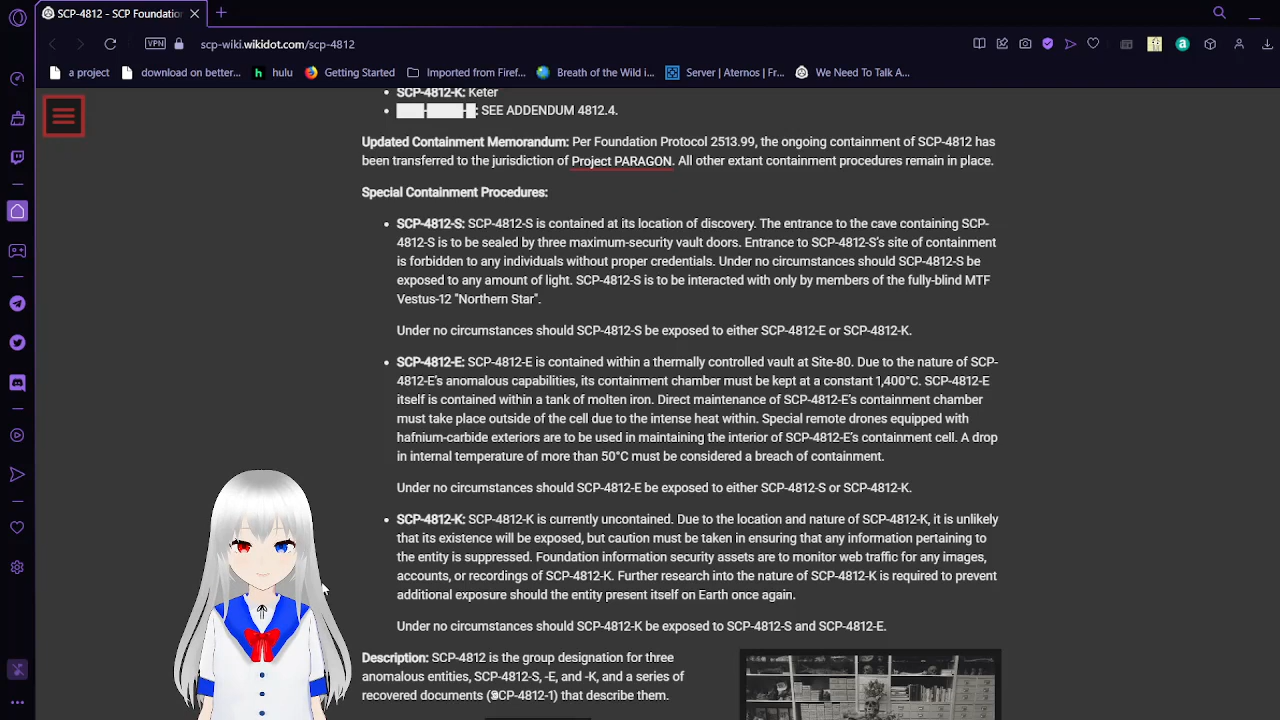 SCP-4812 - SCP Foundation
VPN
scp-wiki.wikidot.com/scp-4812
a project
download on better...
h hulu
Getting Started
Imported from Firef...
Breath of the Wild i...
Server | Aternos | Fr...
We Need To Talk A...
SCP-4812-K: Keter
: SEE ADDENDUM 4812.4.
Updated Containment Memorandum: Per Foundation Protocol 2513.99, the ongoing containment of SCP-4812 has
been transferred to the jurisdiction of Project PARAGON. All other extant containment procedures remain in place.
Special Containment Procedures:
SCP-4812-S: SCP-4812-S is contained at its location of discovery. The entrance to the cave containing SCP-
4812-S is to be sealed by three maximum-security vault doors. Entrance to SCP-4812-S's site of containment
is forbidden to any individuals without proper credentials. Under no circumstances should SCP-4812-S be
exposed to any amount of light. SCP-4812-S is to be interacted with only by members of the fully-blind MTF
Vestus-12 "Northern Star".
Under no circumstances should SCP-4812-S be exposed to either SCP-4812-E or SCP-4812-K.
SCP-4812-E: SCP-4812-E is contained within a thermally controlled vault at Site-80. Due to the nature of SCP-
4812-E's anomalous capabilities, its containment chamber must be kept at a constant 1,400°C. SCP-4812-E
itself is contained within a tank of molten iron. Direct maintenance of SCP-4812-E's containment chamber
must take place outside of the cell due to the intense heat within. Special remote drones equipped with
hafnium-carbide exteriors are to be used in maintaining the interior of SCP-4812-E's containment cell. A drop
in internal temperature of more than 50°C must be considered a breach of containment.
Under no circumstances should SCP-4812-E be exposed to either SCP-4812-S or SCP-4812-K.
SCP-4812-K: SCP-4812-K is currently uncontained. Due to the location and nature of SCP-4812-K, it is unlikely
that its existence will be exposed, but caution must be taken in ensuring that any information pertaining to
the entity is suppressed. Foundation information security assets are to monitor web traffic for any images,
accounts, or recordings of SCP-4812-K. Further research into the nature of SCP-4812-K is required to prevent
additional exposure should the entity present itself on Earth once again.
Under no circumstances should SCP-4812-K be exposed to SCP-4812-S and SCP-4812-E.
Description: SCP-4812 is the group designation for three
anomalous entities, SCP-4812-S, -E, and -K, and a series of
recovered documents (SCP-4812-1) that describe them.